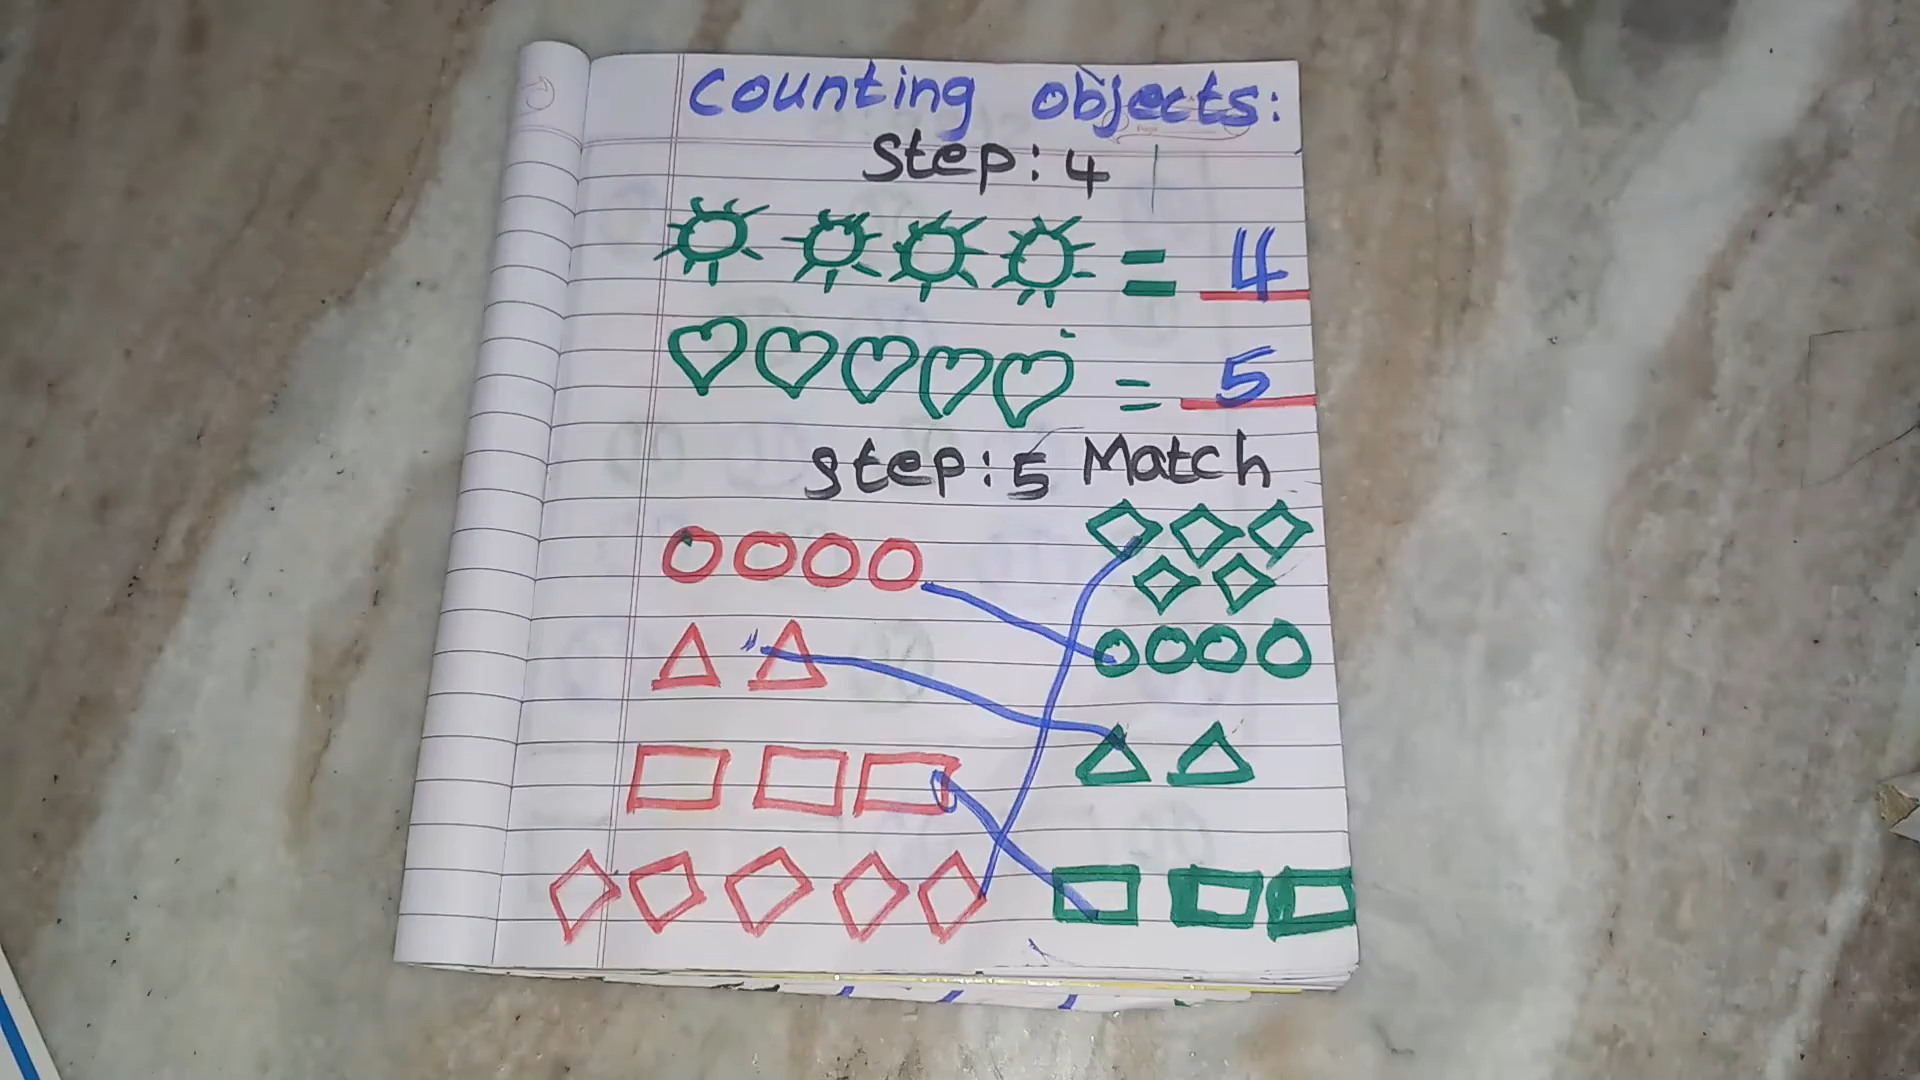 Counting objects:
Step: 4
= 4
= 5
Step: 5 Match